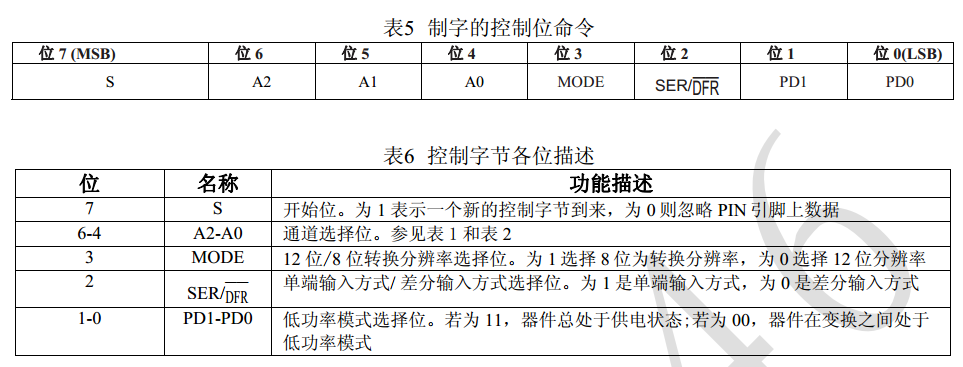 表5 制字的控制位命令
位 7 (MSB) 位 6 位 5 位 4 位 3 位 2 位 1 位 0(LSB)
S A2 A1 A0 MODE SER/DFR PD1 PD0
表6 控制字节各位描述
位 名称 功能描述
7 S 开始位。为 1 表示一个新的控制字节到来，为 0 则忽略 PIN 引脚上数据
6-4 A2-A0 通道选择位。参见表 1 和表 2
3 MODE 12 位/8 位转换分辨率选择位。为 1 选择 8 位为转换分辨率，为 0 选择 12 位分辨率
2 SER/DFR 单端输入方式/ 差分输入方式选择位。为 1 是单端输入方式，为 0 是差分输入方式
1-0 PD1-PD0 低功率模式选择位。若为 11，器件总处于供电状态;若为 00，器件在变换之间处于
低功率模式
46